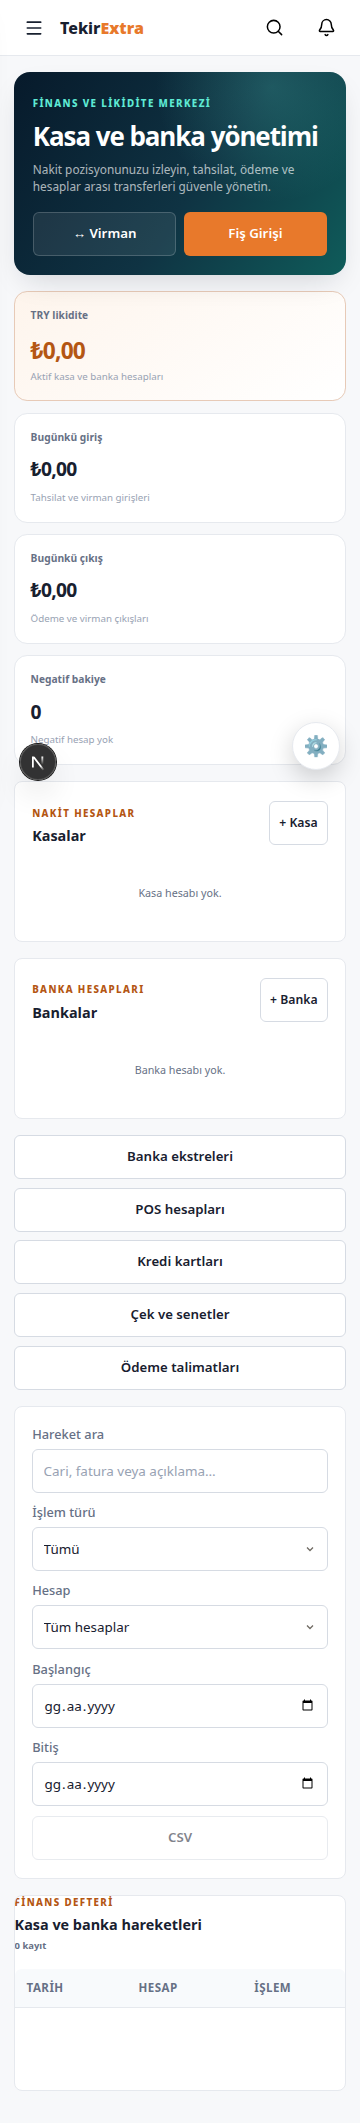 TekirExtra
FİNANS VE LİKİDİTE MERKEZİ
Kasa ve banka yönetimi
Nakit pozisyonunuzu izleyin, tahsilat, ödeme ve
hesaplar arası transferleri güvenle yönetin.
↔ Virman
Fiş Girişi
TRY likidite
₺0,00
Aktif kasa ve banka hesapları
Bugünkü giriş
₺0,00
Tahsilat ve virman girişleri
Bugünkü çıkış
₺0,00
Ödeme ve virman çıkışları
Negatif bakiye
0
Negatif hesap yok
N
NAKİT HESAPLAR
Kasalar
+ Kasa
Kasa hesabı yok.
BANKA HESAPLARI
Bankalar
+ Banka
Banka hesabı yok.
Banka ekstreleri
POS hesapları
Kredi kartları
Çek ve senetler
Ödeme talimatları
Hareket ara
Cari, fatura veya açıklama...
İşlem türü
Tümü
Hesap
Tüm hesaplar
Başlangıç
gg.aa.yyyy
Bitiş
gg.aa.yyyy
CSV
FİNANS DEFTERİ
Kasa ve banka hareketleri
0 kayıt
TARİH HESAP İŞLEM